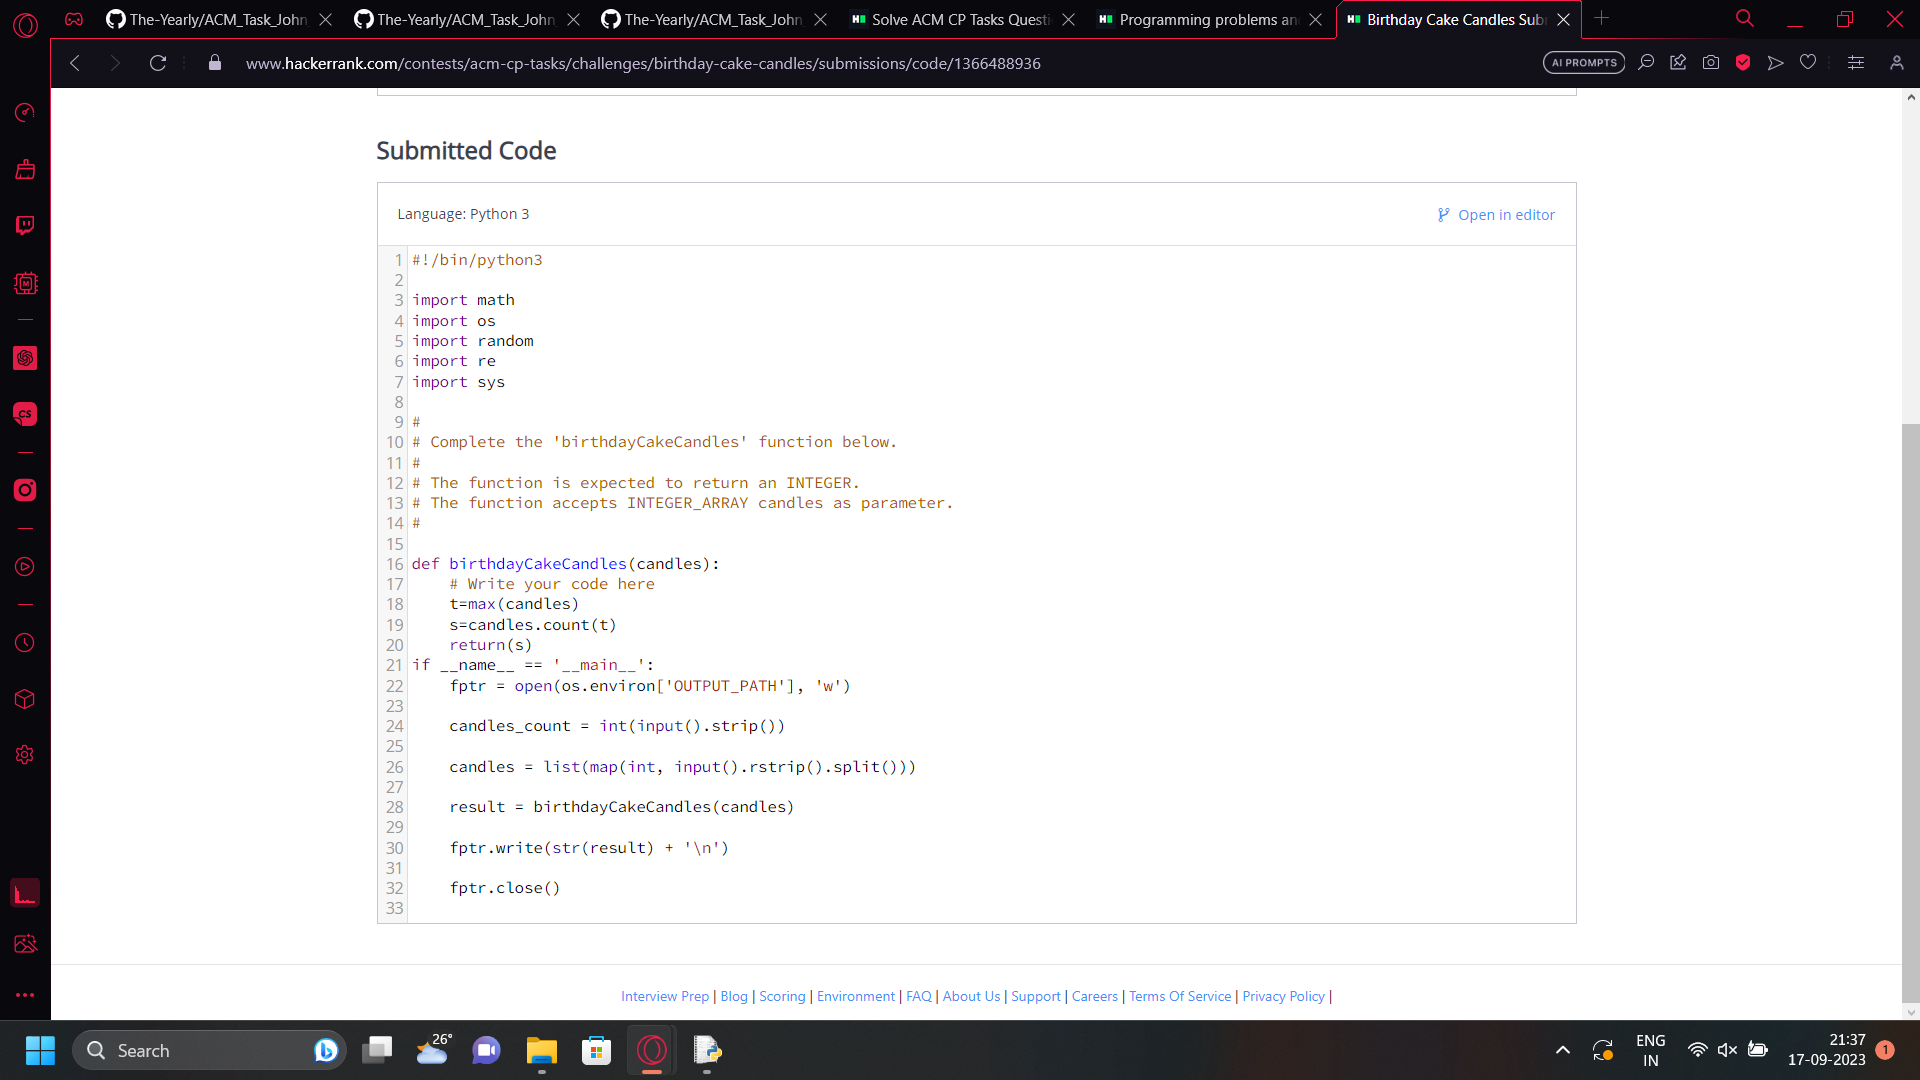 The-Yearly/ACM_Task_John
The-Yearly/ACM_Task_John
The-Yearly/ACM_Task_John
Solve ACM CP Tasks Questi
Programming problems an
Birthday Cake Candles Sub
www.hackerrank.com/contests/acm-cp-tasks/challenges/birthday-cake-candles/submissions/code/1366488936
AI PROMPTS
Submitted Code
Language: Python 3
Open in editor
1 #!/bin/python3
2
3 import math
4 import os
5 import random
6 import re
7 import sys
8
9 #
10 # Complete the 'birthdayCakeCandles' function below.
11 #
12 # The function is expected to return an INTEGER.
13 # The function accepts INTEGER_ARRAY candles as parameter.
14 #
15
16 def birthdayCakeCandles(candles):
17     # Write your code here
18     t=max(candles)
19     s=candles.count(t)
20     return(s)
21 if __name__ == '__main__':
22     fptr = open(os.environ['OUTPUT_PATH'], 'w')
23
24     candles_count = int(input().strip())
25
26     candles = list(map(int, input().rstrip().split()))
27
28     result = birthdayCakeCandles(candles)
29
30     fptr.write(str(result) + '\n')
31
32     fptr.close()
33
Interview Prep | Blog | Scoring | Environment | FAQ | About Us | Support | Careers | Terms Of Service | Privacy Policy |
Search
26°
ENG
IN
21:37
17-09-2023
1